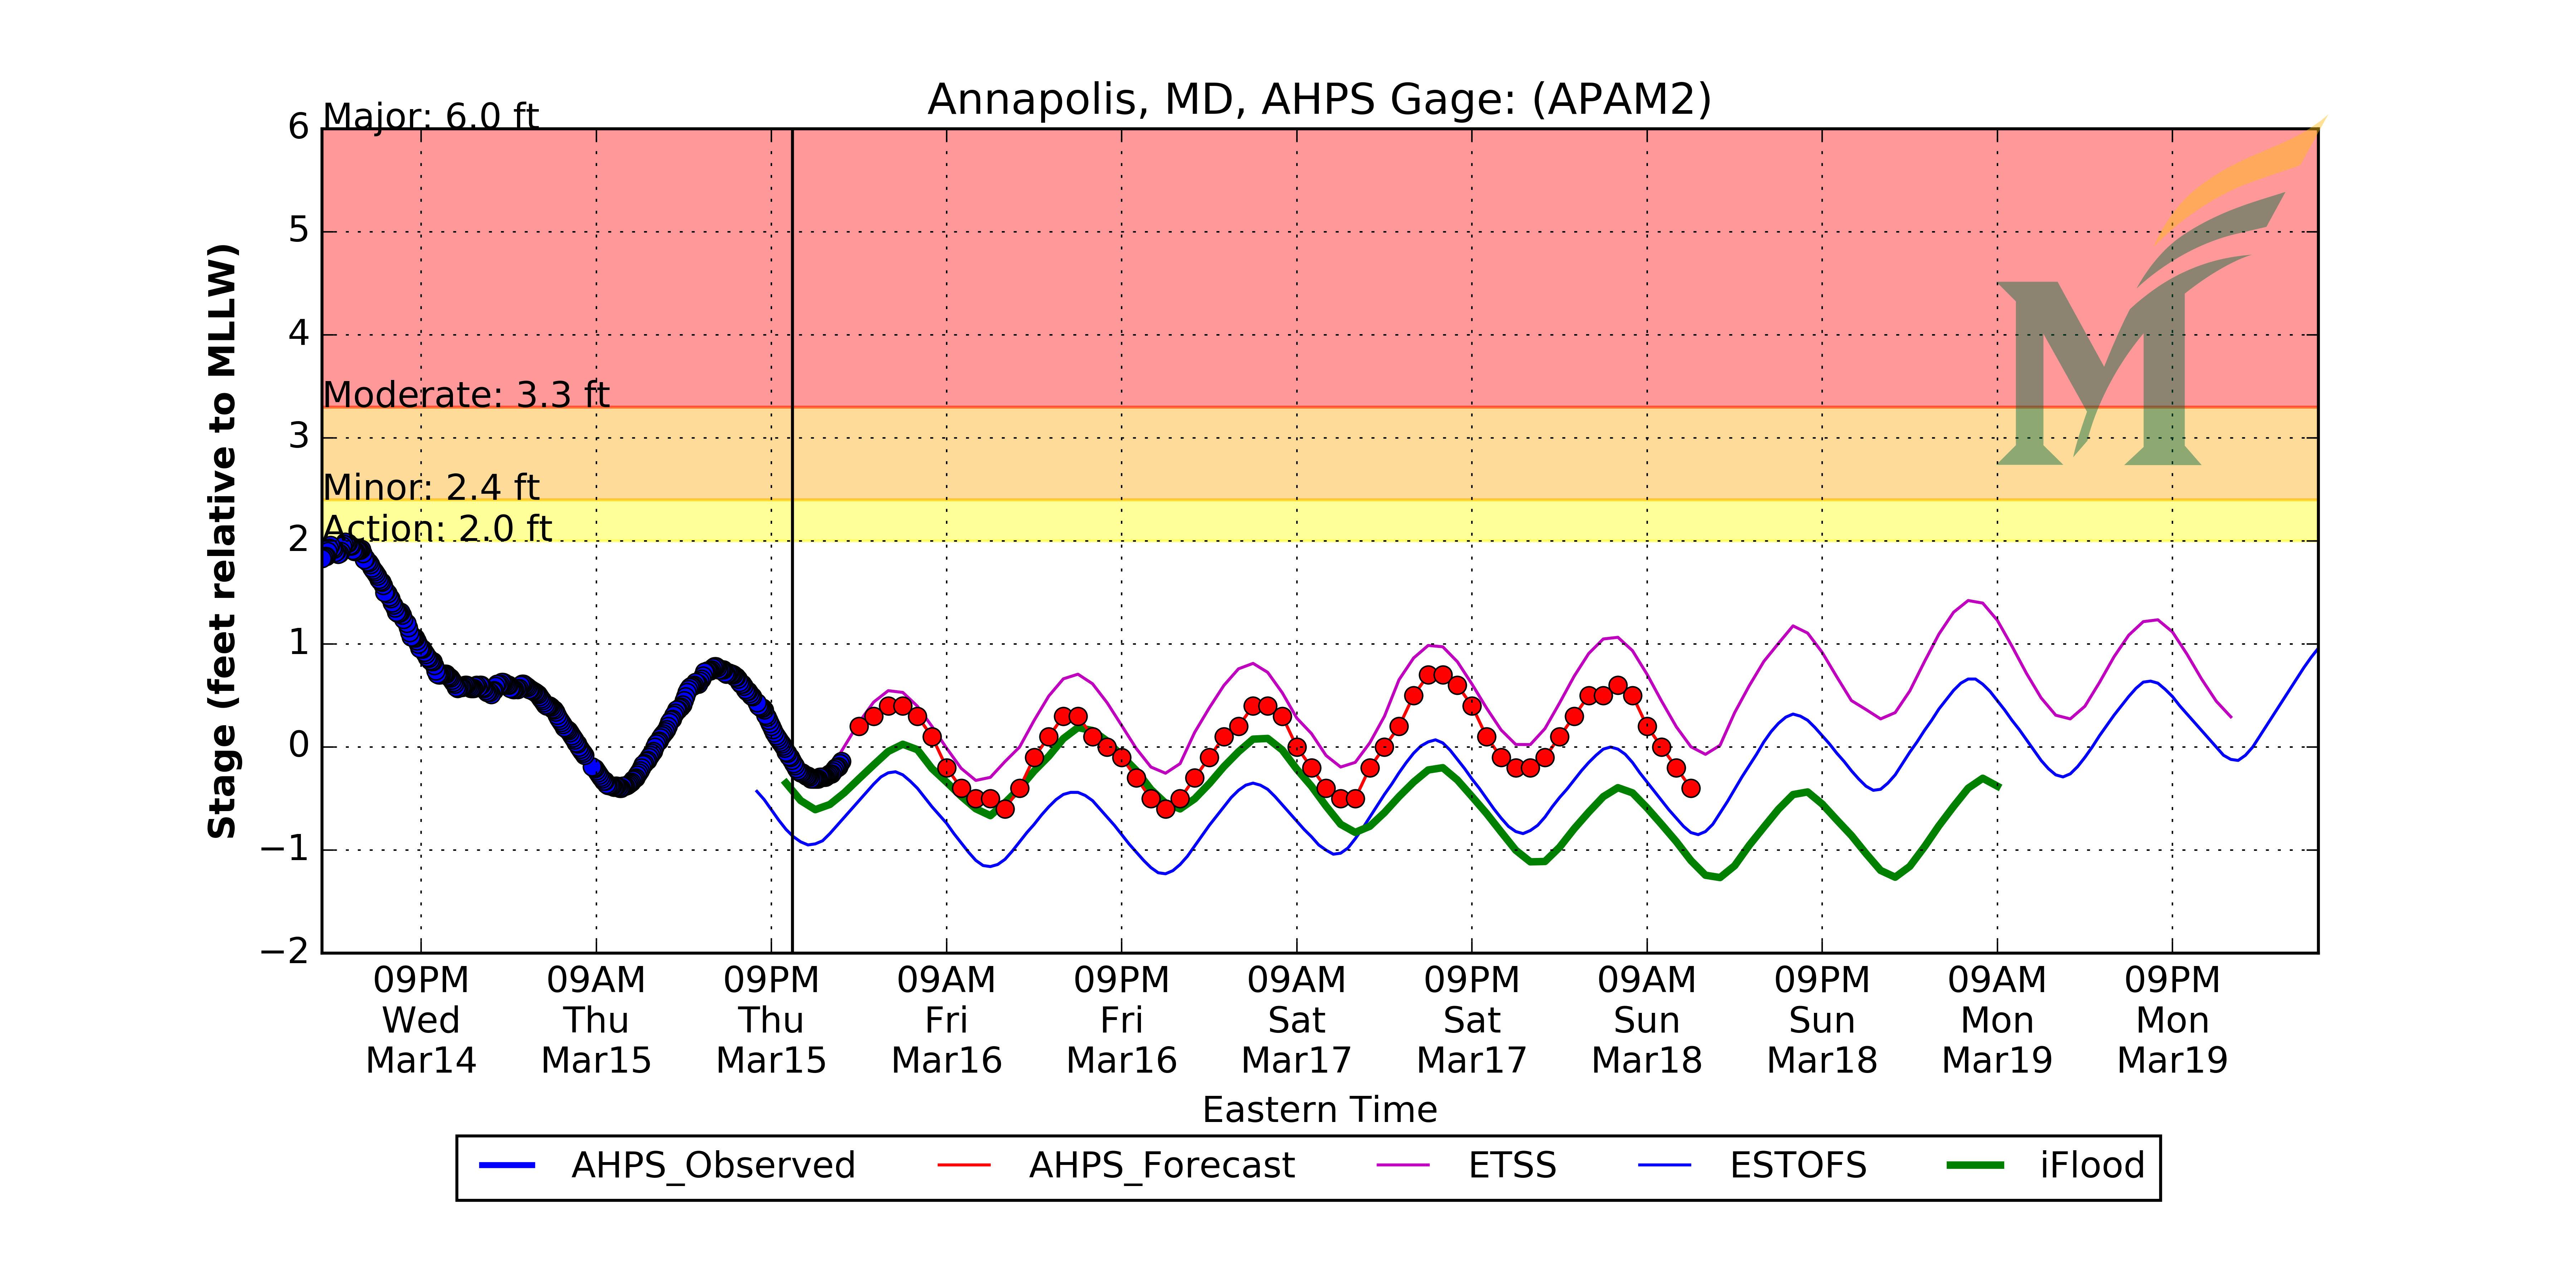 Annapolis, MD, AHPS Gage: (APAM2)
Major: 6.0 ft
Moderate: 3.3 ft
Minor: 2.4 ft
Action: 2.0 ft
Stage (feet relative to MLLW)
6
5
4
3
2
1
0
−1
−2
09PM 09AM 09PM 09AM 09PM 09AM 09PM 09AM 09PM 09AM 09PM
Wed Thu Thu Fri Fri Sat Sat Sun Sun Mon Mon
Mar14 Mar15 Mar15 Mar16 Mar16 Mar17 Mar17 Mar18 Mar18 Mar19 Mar19
Eastern Time
AHPS_Observed AHPS_Forecast ETSS ESTOFS iFlood
M